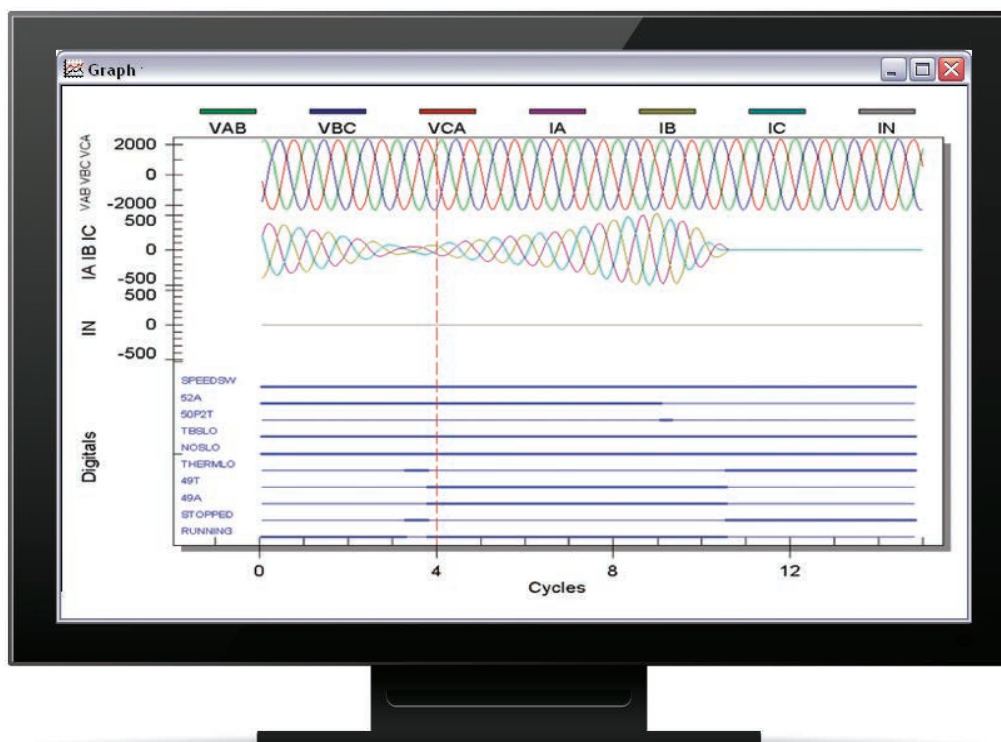 Graph
VAB VBC VCA IA IB IC IN
VAB VBC VCA
2000
0
-2000
IA IB IC
500
0
-500
IN
500
0
-500
Digitals
SPEEDSW
52A
50P2T
TBSLO
NOSLO
THERMLO
49T
49A
STOPPED
RUNNING
0 4 8 12
Cycles